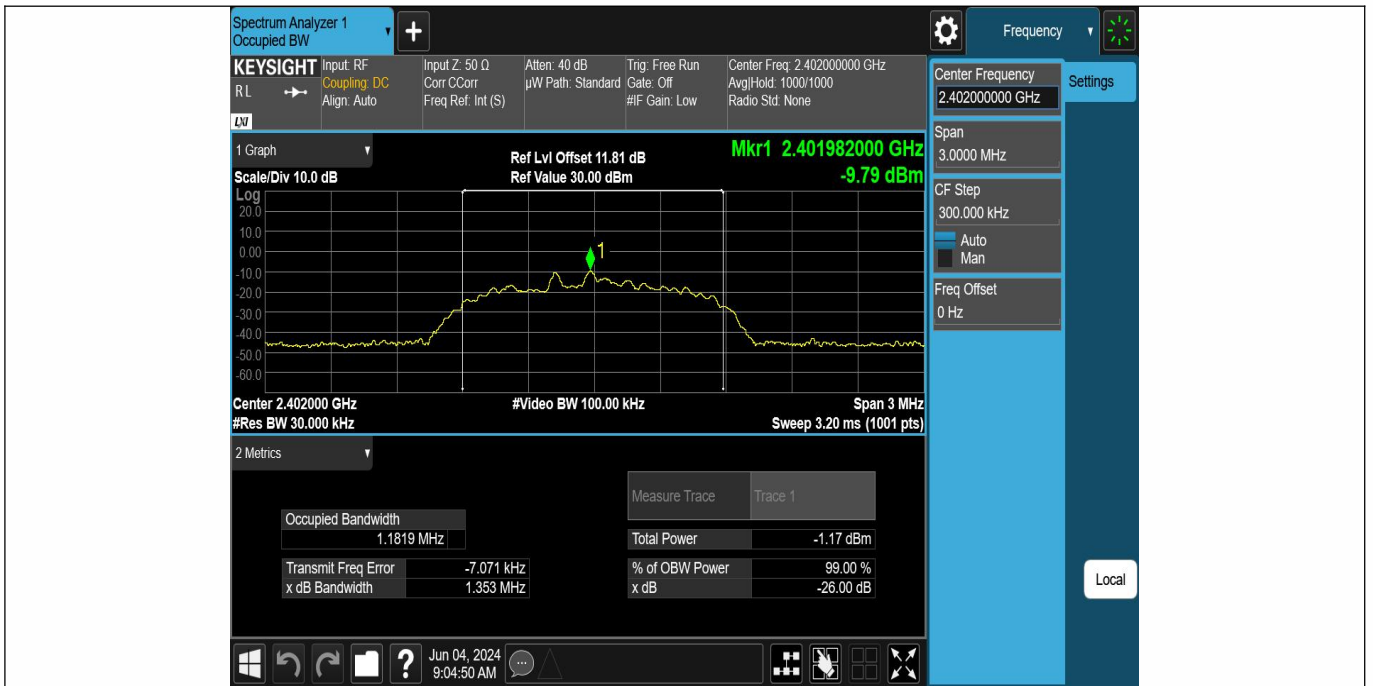 Spectrum Analyzer 1
Occupied BW
Frequency
KEYSIGHT
RL
LXI
Input: RF
Coupling: DC
Align: Auto
Input Z: 50 Ω
Corr CCorr
Freq Ref: Int (S)
Atten: 40 dB
µW Path: Standard
Trig: Free Run
Gate: Off
#IF Gain: Low
Center Freq: 2.402000000 GHz
Avg|Hold: 1000/1000
Radio Std: None
Center Frequency
2.402000000 GHz
Settings
Span
3.0000 MHz
CF Step
300.000 kHz
Auto
Man
Freq Offset
0 Hz
Local
1 Graph
Scale/Div 10.0 dB
Ref Lvl Offset 11.81 dB
Ref Value 30.00 dBm
Mkr1 2.401982000 GHz
-9.79 dBm
Log
20.0
10.0
0.00
-10.0
-20.0
-30.0
-40.0
-50.0
-60.0
1
Center 2.402000 GHz
#Res BW 30.000 kHz
#Video BW 100.00 kHz
Span 3 MHz
Sweep 3.20 ms (1001 pts)
2 Metrics
Measure Trace Trace 1
Occupied Bandwidth
1.1819 MHz
Total Power -1.17 dBm
Transmit Freq Error -7.071 kHz
% of OBW Power 99.00 %
x dB Bandwidth 1.353 MHz
x dB -26.00 dB
?
Jun 04, 2024
9:04:50 AM